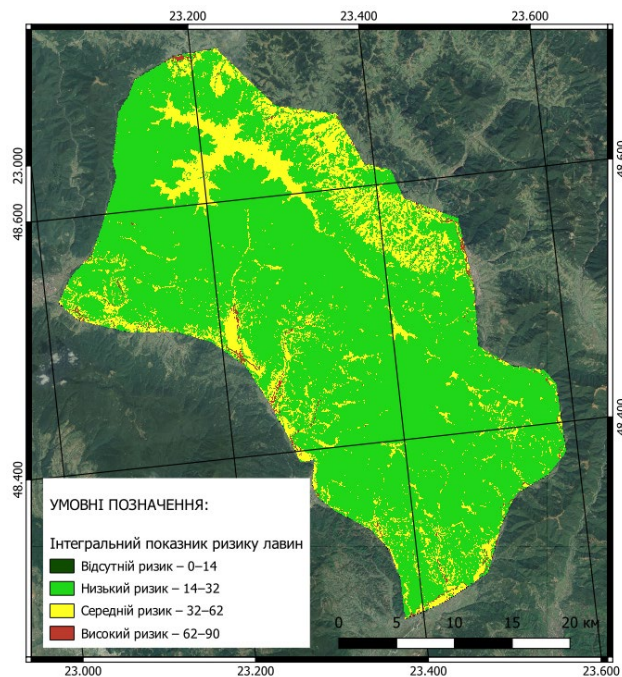 23.200
23.400
23.600
23.000
48.600
48.600
48.400
48.400
УМОВНІ ПОЗНАЧЕННЯ:
Інтегральний показник ризику лавин
Відсутній ризик – 0–14
Низький ризик – 14–32
Середній ризик – 32–62
Високий ризик – 62–90
0 5 10 15 20 км
23.000
23.200
23.400
23.600